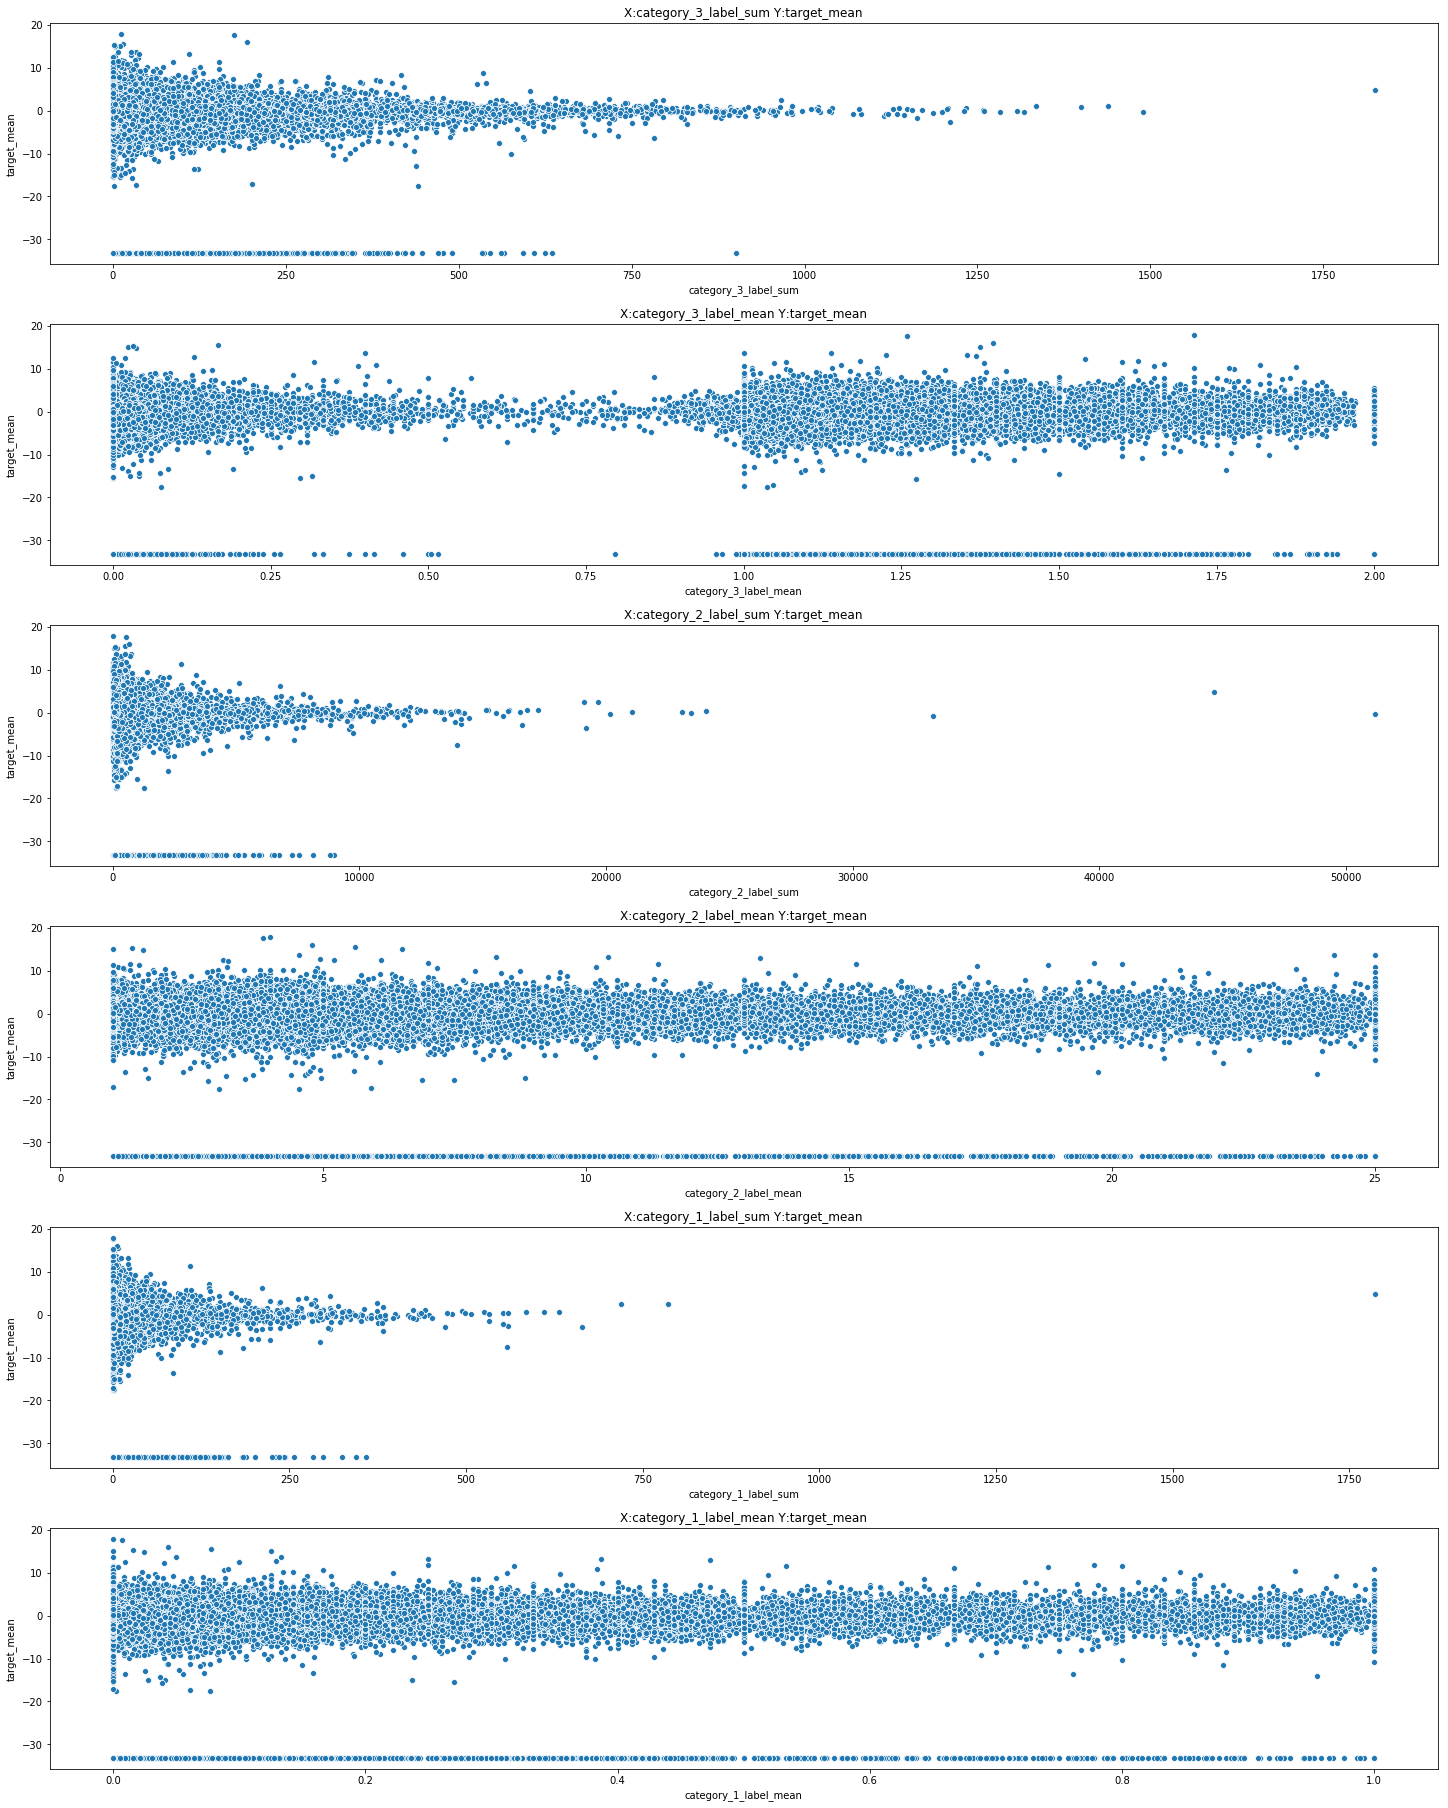 X:category_3_label_sum Y:target_mean
20
10
0
−10
−20
−30
target_mean
0 250 500 750 1000 1250 1500 1750
category_3_label_sum
X:category_3_label_mean Y:target_mean
20
10
0
−10
−20
−30
target_mean
0.00 0.25 0.50 0.75 1.00 1.25 1.50 1.75 2.00
category_3_label_mean
X:category_2_label_sum Y:target_mean
20
10
0
−10
−20
−30
target_mean
0 10000 20000 30000 40000 50000
category_2_label_sum
X:category_2_label_mean Y:target_mean
20
10
0
−10
−20
−30
target_mean
0 5 10 15 20 25
category_2_label_mean
X:category_1_label_sum Y:target_mean
20
10
0
−10
−20
−30
target_mean
0 250 500 750 1000 1250 1500 1750
category_1_label_sum
X:category_1_label_mean Y:target_mean
20
10
0
−10
−20
−30
target_mean
0.0 0.2 0.4 0.6 0.8 1.0
category_1_label_mean